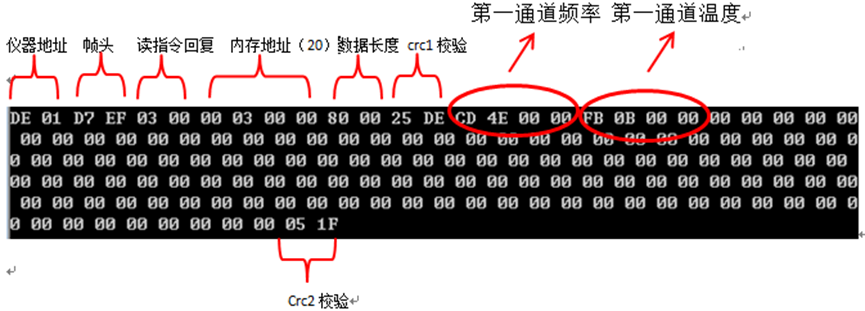 第一通道频率 第一通道温度
仪器地址 帧头 读指令回复 内存地址（20） 数据长度 crc1校验
DE 01 D7 EF 03 00 00 03 00 00 80 00 25 DE CD 4E 00 00 FB 0B 00 00 00 00 00 00 00
00 00 00 00 00 00 00 00 00 00 00 00 00 00 00 00 00 00 00 00 00 00 00 00 00 00 0
0 00 00 00 00 00 00 00 00 00 00 00 00 00 00 00 00 00 00 00 00 00 00 00 00 00 00
00 00 00 00 00 00 00 00 00 00 00 00 00 00 00 00 00 00 00 00 00 00 00 00 00 00 00
00 00 00 00 00 00 00 00 00 00 00 00 00 00 00 00 00 00 00 00 00 00 00 00 00 00 0
0 00 00 00 00 00 00 00 00 05 1F
Crc2校验